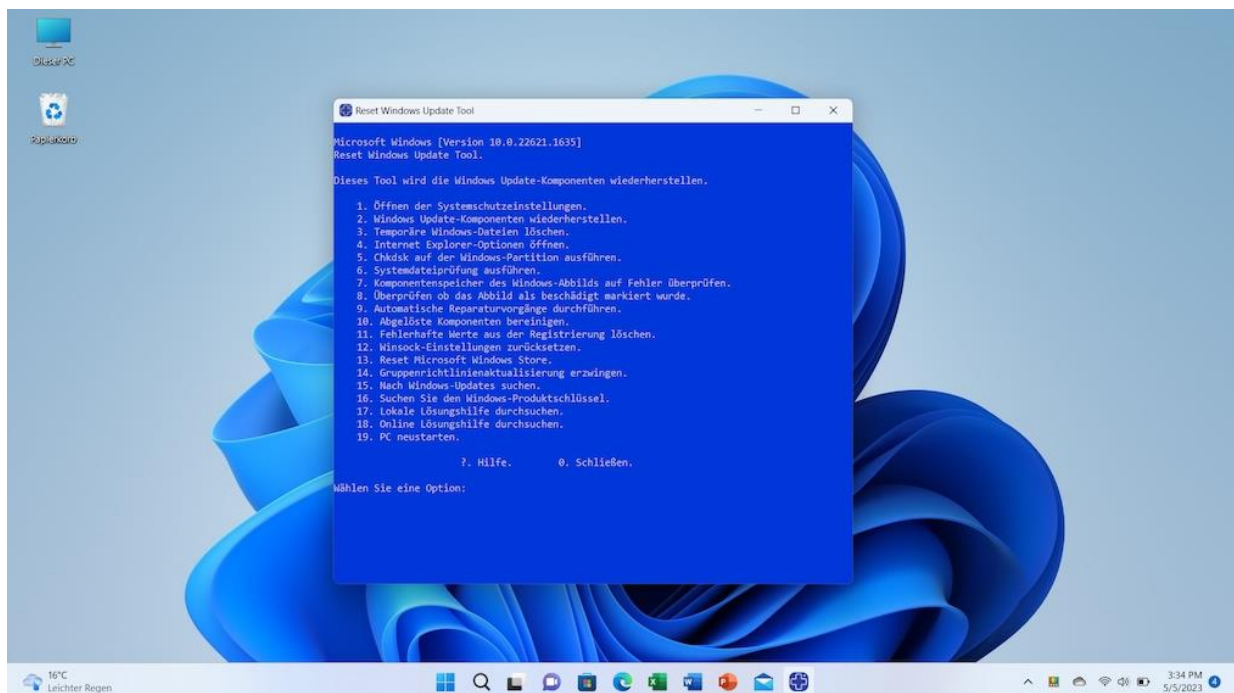 Dieser PC
Papierkorb
Reset Windows Update Tool
Microsoft Windows [Version 10.0.22621.1635]
Reset Windows Update Tool.
Dieses Tool wird die Windows Update-Komponenten wiederherstellen.
1. Öffnen der Systemschutzeinstellungen.
2. Windows Update-Komponenten wiederherstellen.
3. Temporäre Windows-Dateien löschen.
4. Internet Explorer-Optionen öffnen.
5. Chkdsk auf der Windows-Partition ausführen.
6. Systemdateiprüfung ausführen.
7. Komponentenspeicher des Windows-Abbilds auf Fehler überprüfen.
8. Überprüfen ob das Abbild als beschädigt markiert wurde.
9. Automatische Reparaturvorgänge durchführen.
10. Abgelöste Komponenten bereinigen.
11. Fehlerhafte Werte aus der Registrierung löschen.
12. Winsock-Einstellungen zurücksetzen.
13. Reset Microsoft Windows Store.
14. Gruppenrichtlinienaktualisierung erzwingen.
15. Nach Windows-Updates suchen.
16. Suchen Sie den Windows-Produktschlüssel.
17. Lokale Lösungshilfe durchsuchen.
18. Online Lösungshilfe durchsuchen.
19. PC neustarten.
?. Hilfe. 0. Schließen.
Wählen Sie eine Option:
16°C
Leichter Regen
3:34 PM
5/5/2023
4